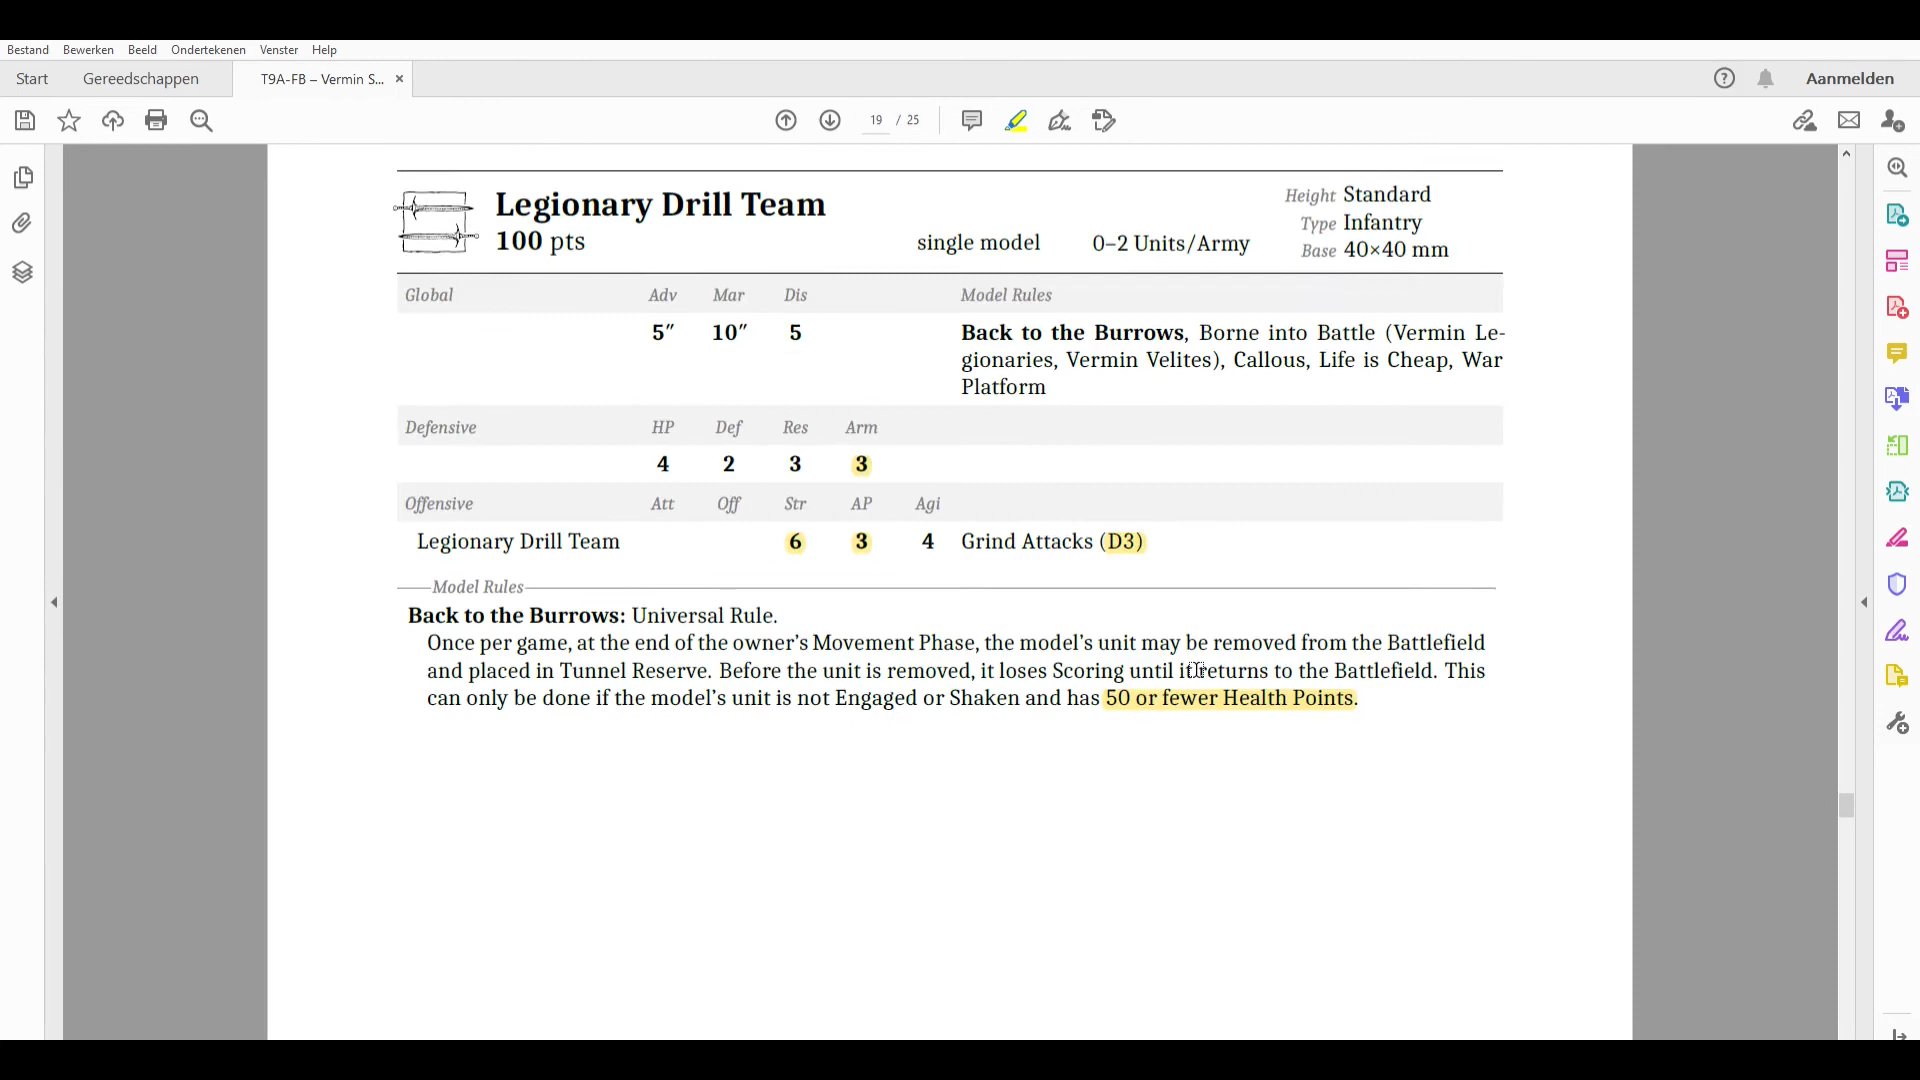 Bestand Bewerken Beeld Ondertekenen Venster Help
Start Gereedschappen T9A-FB – Vermin S... × Aanmelden
19 / 25
Legionary Drill Team
100 pts
single model
0–2 Units/Army
Height Standard
Type Infantry
Base 40×40 mm
Global Adv Mar Dis Model Rules
5″ 10″ 5 Back to the Burrows, Borne into Battle (Vermin Le-
gionaries, Vermin Velites), Callous, Life is Cheap, War
Platform
Defensive HP Def Res Arm
4 2 3 3
Offensive Att Off Str AP Agi
Legionary Drill Team 6 3 4 Grind Attacks (D3)
Model Rules
Back to the Burrows: Universal Rule.
Once per game, at the end of the owner's Movement Phase, the model's unit may be removed from the Battlefield
and placed in Tunnel Reserve. Before the unit is removed, it loses Scoring until it returns to the Battlefield. This
can only be done if the model's unit is not Engaged or Shaken and has 50 or fewer Health Points.